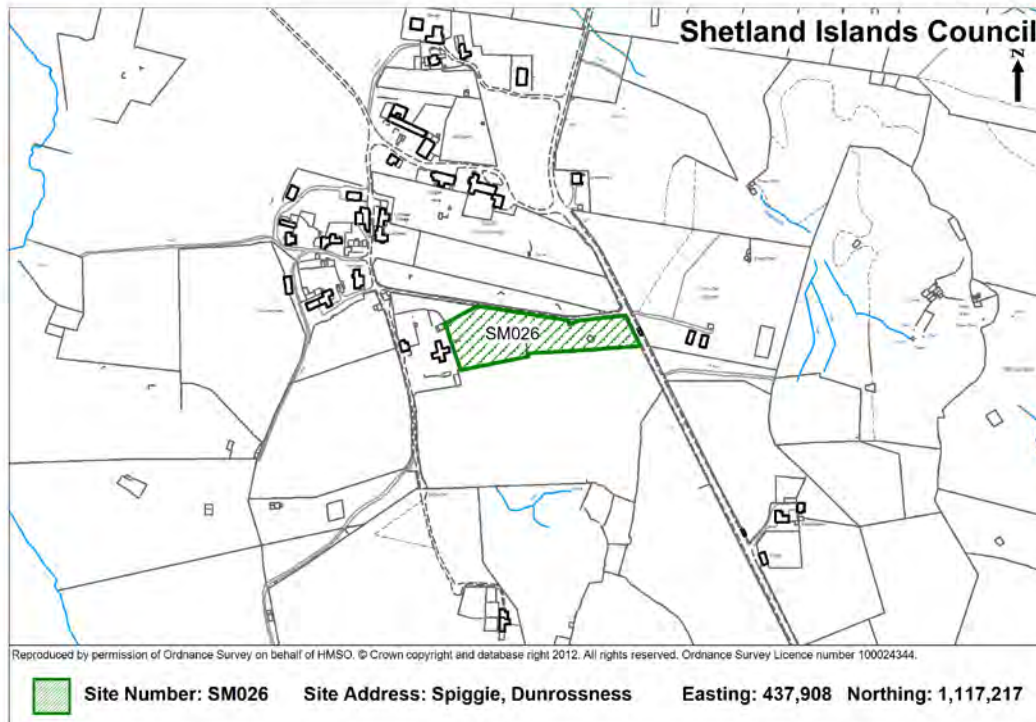 Shetland Islands Council
N
SM026
Reproduced by permission of Ordnance Survey on behalf of HMSO. © Crown copyright and database right 2012. All rights reserved. Ordnance Survey Licence number 100024344.
Site Number: SM026 Site Address: Spiggie, Dunrossness Easting: 437,908 Northing: 1,117,217